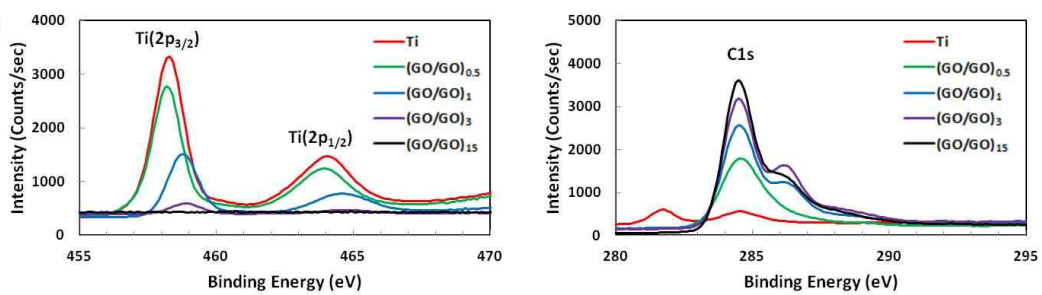 Intensity (Counts/sec)
4000
3000
2000
1000
0
455
460
465
470
Binding Energy (eV)
Ti(2p3/2)
Ti(2p1/2)
Ti
(GO/GO)0.5
(GO/GO)1
(GO/GO)3
(GO/GO)15
Intensity (Counts/sec)
5000
4000
3000
2000
1000
0
280
285
290
295
Binding Energy (eV)
C1s
Ti
(GO/GO)0.5
(GO/GO)1
(GO/GO)3
(GO/GO)15